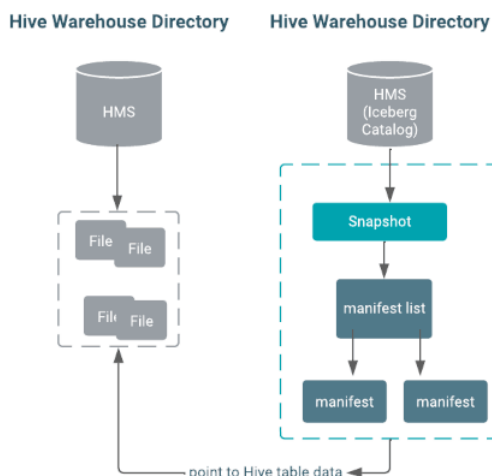 Hive Warehouse Directory
Hive Warehouse Directory
HMS
HMS
(Iceberg
Catalog)
File
File
File
File
Snapshot
manifest list
manifest
manifest
point to Hive table data